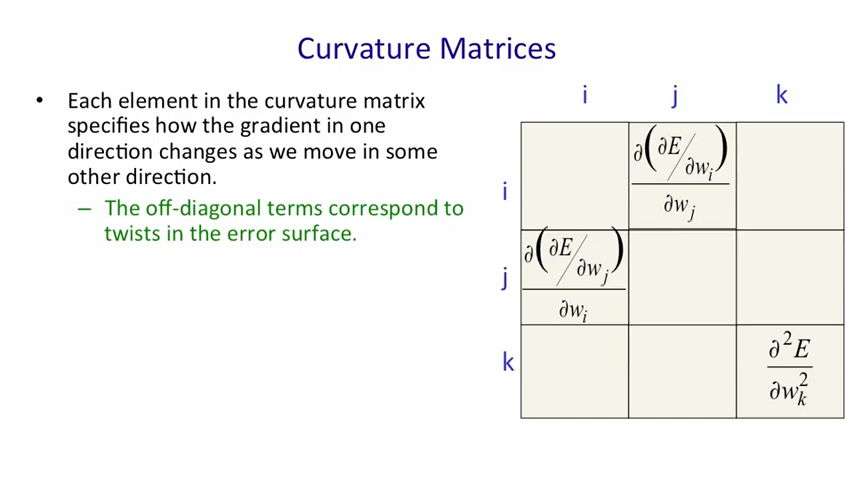 Curvature Matrices
• Each element in the curvature matrix
specifies how the gradient in one
direction changes as we move in some
other direction.
– The off-diagonal terms correspond to
twists in the error surface.
i j k
i ∂(∂E/∂w_i)/∂w_j
j ∂(∂E/∂w_j)/∂w_i
k ∂²E/∂w_k²